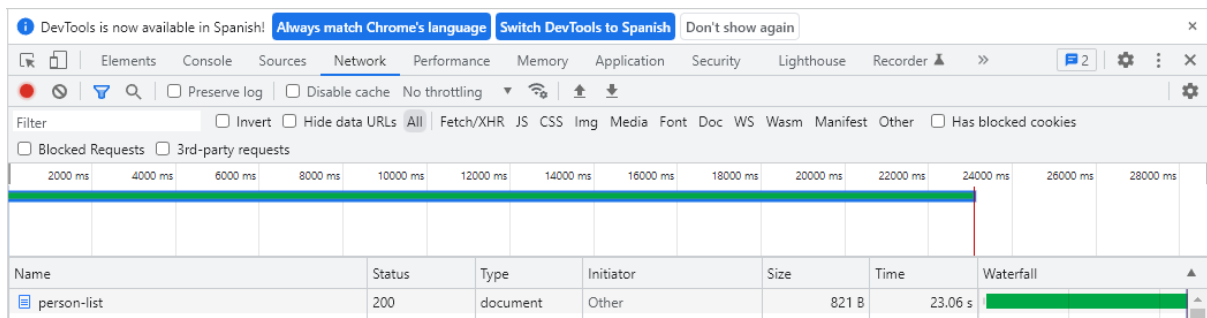 DevTools is now available in Spanish! Always match Chrome's language Switch DevTools to Spanish Don't show again ×
Elements Console Sources Network Performance Memory Application Security Lighthouse Recorder » 2
Preserve log Disable cache No throttling
Filter Invert Hide data URLs All Fetch/XHR JS CSS Img Media Font Doc WS Wasm Manifest Other Has blocked cookies
Blocked Requests 3rd-party requests
2000 ms 4000 ms 6000 ms 8000 ms 10000 ms 12000 ms 14000 ms 16000 ms 18000 ms 20000 ms 22000 ms 24000 ms 26000 ms 28000 ms
Name Status Type Initiator Size Time Waterfall
person-list 200 document Other 821 B 23.06 s